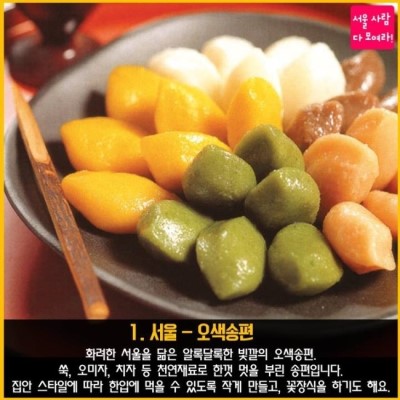 서울 사람
다 모여라!
1. 서울 - 오색송편
화려한 서울을 닮은 알록달록한 빛깔의 오색송편.
쑥, 오미자, 치자 등 천연재료로 한껏 멋을 부린 송편입니다.
집안 스타일에 따라 한입에 먹을 수 있도록 작게 만들고, 꽃장식을 하기도 해요.